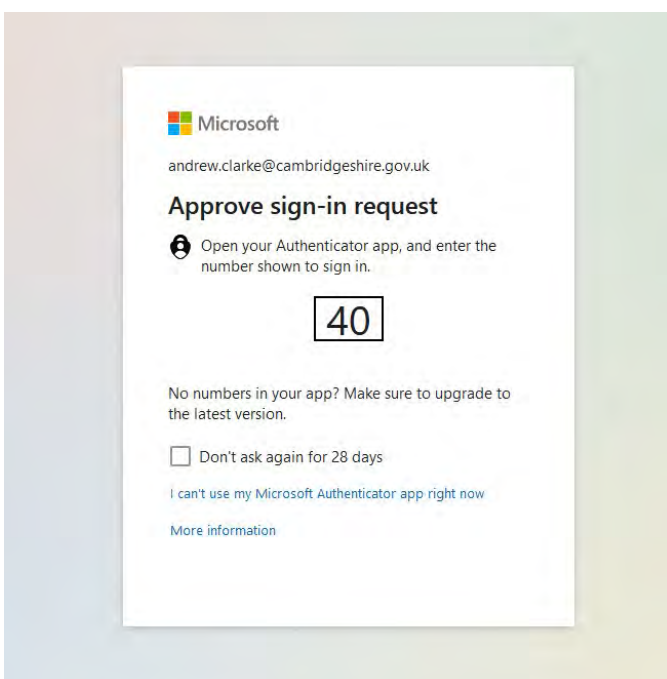 Microsoft
andrew.clarke@cambridgeshire.gov.uk
Approve sign-in request
Open your Authenticator app, and enter the
number shown to sign in.
40
No numbers in your app? Make sure to upgrade to
the latest version.
Don't ask again for 28 days
I can't use my Microsoft Authenticator app right now
More information